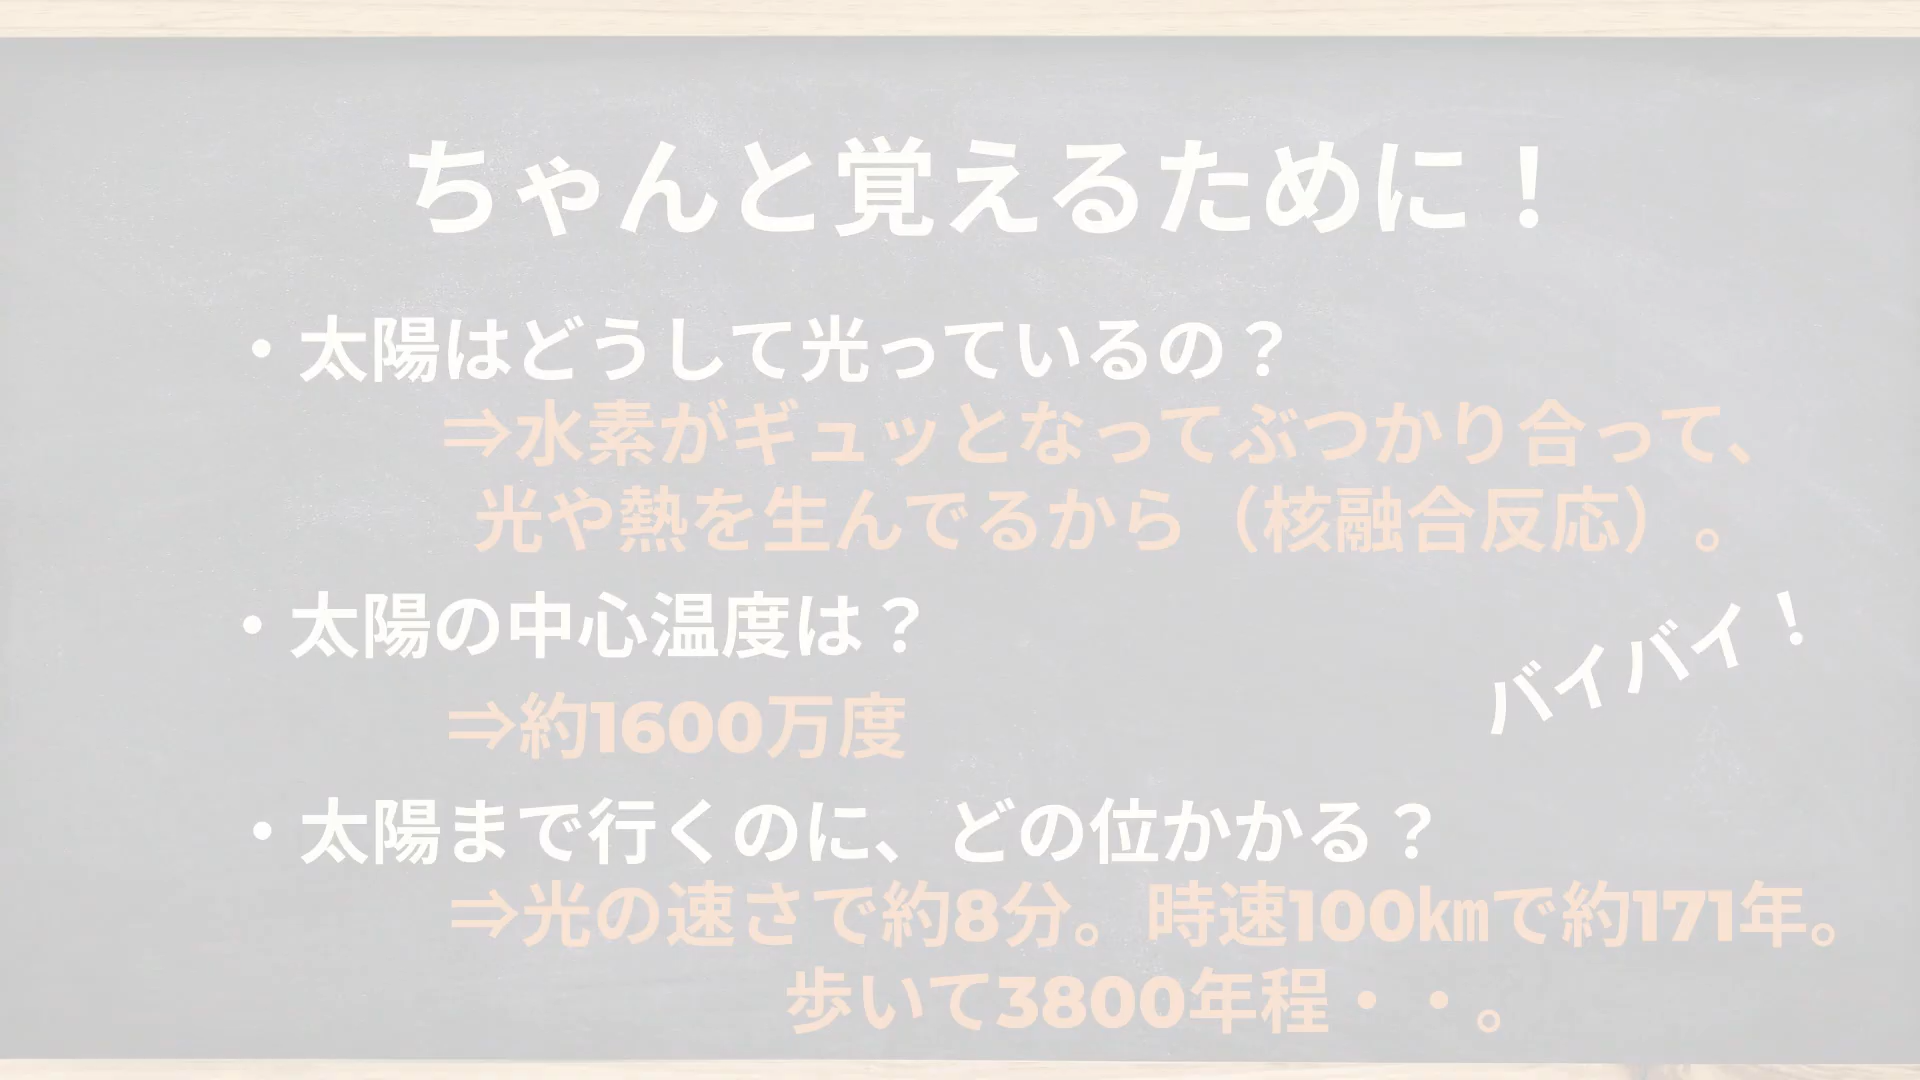 ちゃんと覚えるために！
・太陽はどうして光っているの？
⇒水素がギュッとなってぶつかり合って、
光や熱を生んでるから（核融合反応）。
・太陽の中心温度は？
バイバイ！
⇒約1600万度
・太陽まで行くのに、どの位かかる？
⇒光の速さで約8分。時速100㎞で約171年。
歩いて3800年程・・。